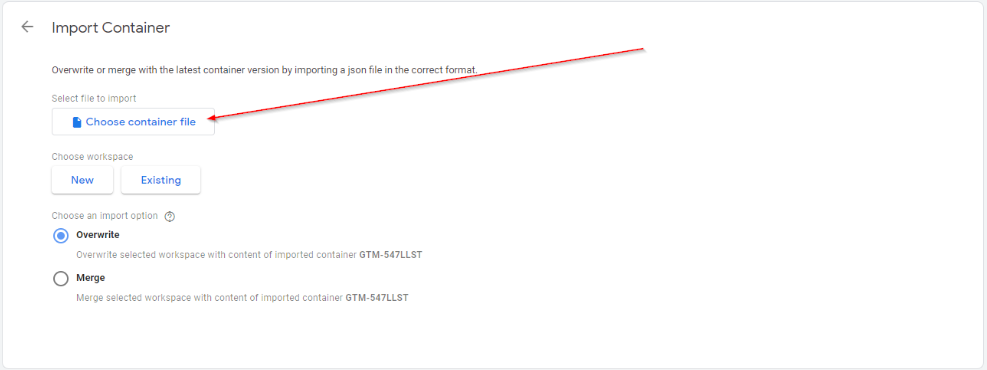 Import Container
Overwrite or merge with the latest container version by importing a json file in the correct format.
Select file to import
Choose container file
Choose workspace
New Existing
Choose an import option
Overwrite
Overwrite selected workspace with content of imported container GTM-547LLST
Merge
Merge selected workspace with content of imported container GTM-547LLST